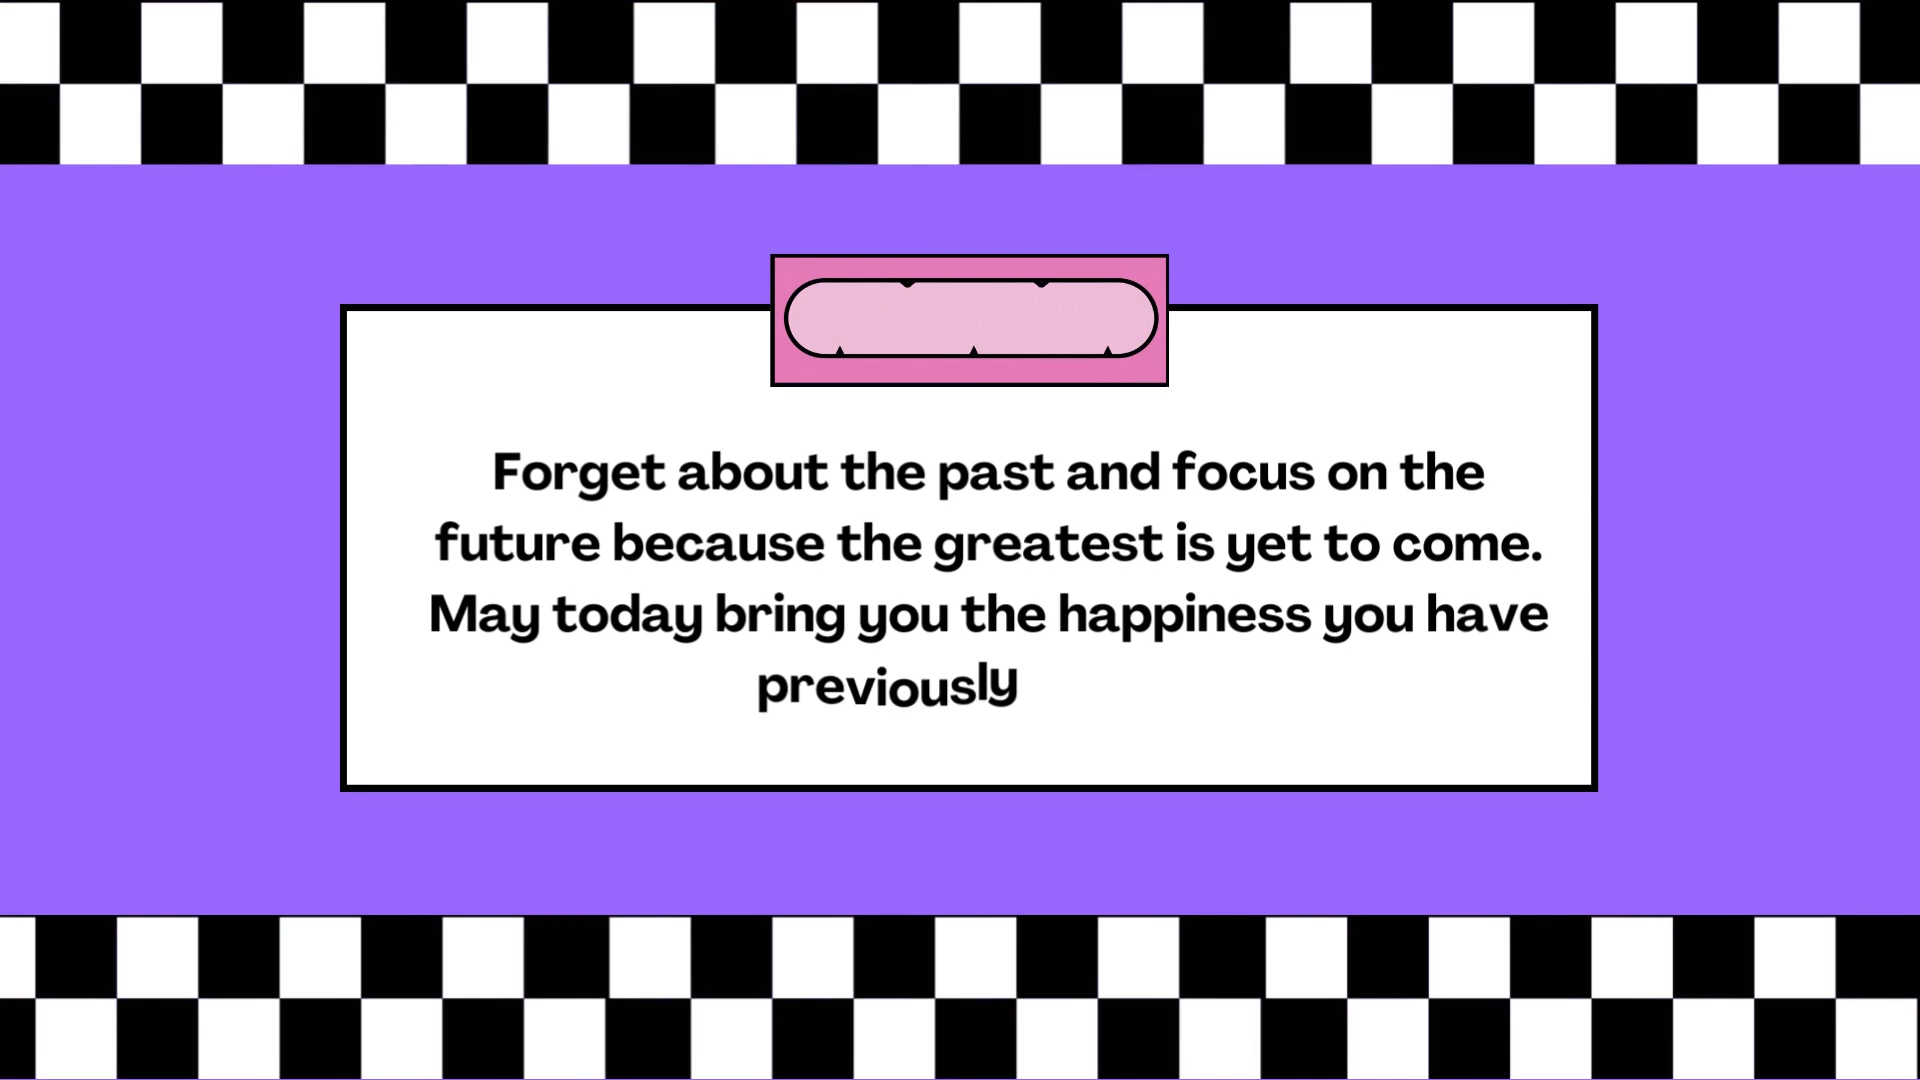 Forget about the past and focus on the
future because the greatest is yet to come.
May today bring you the happiness you have
previously